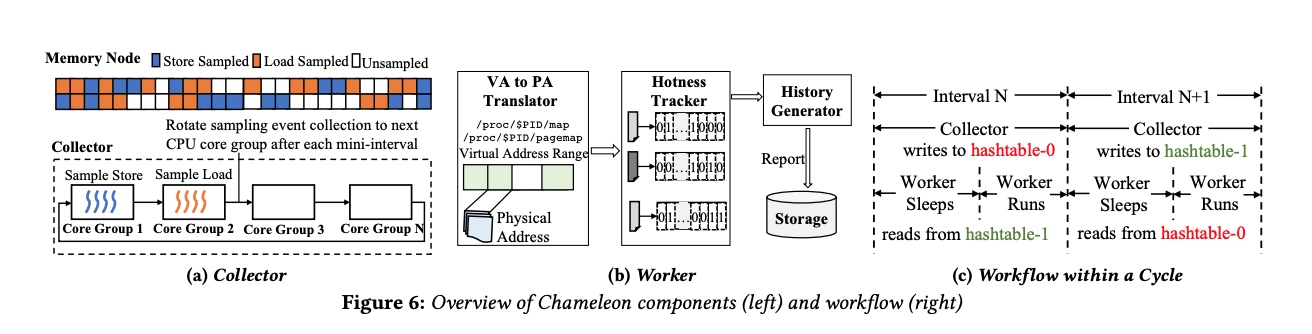 Memory Node Store Sampled Load Sampled Unsampled
Rotate sampling event collection to next
CPU core group after each mini-interval
Collector
Sample Store Sample Load
Core Group 1 Core Group 2 Core Group 3 Core Group N
(a) Collector
VA to PA
Translator
/proc/$PID/map
/proc/$PID/pagemap
Virtual Address Range
Physical
Address
Hotness
Tracker
0 1 ... 1 0 0 0
0 0 ... 1 0 1 0
0 1 ... 0 0 1 1
History
Generator
Report
Storage
(b) Worker
Interval N Interval N+1
Collector Collector
writes to hashtable-0 writes to hashtable-1
Worker Worker Worker Worker
Sleeps Runs Sleeps Runs
reads from hashtable-1 reads from hashtable-0
(c) Workflow within a Cycle
Figure 6: Overview of Chameleon components (left) and workflow (right)